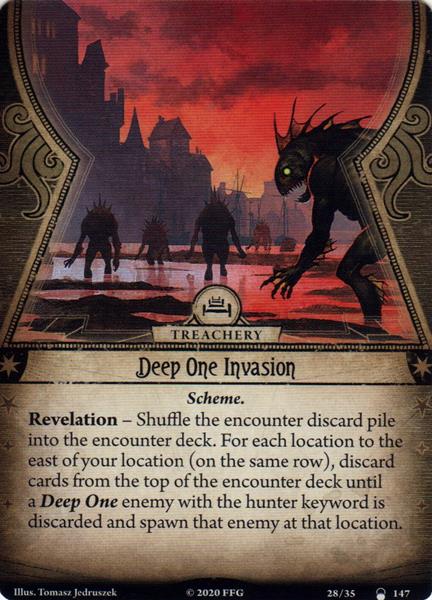 TREACHERY
Deep One Invasion
Scheme.
Revelation – Shuffle the encounter discard pile
into the encounter deck. For each location to the
east of your location (on the same row), discard
cards from the top of the encounter deck until
a Deep One enemy with the hunter keyword is
discarded and spawn that enemy at that location.
Illus. Tomasz Jedruszek © 2020 FFG 28/35 147